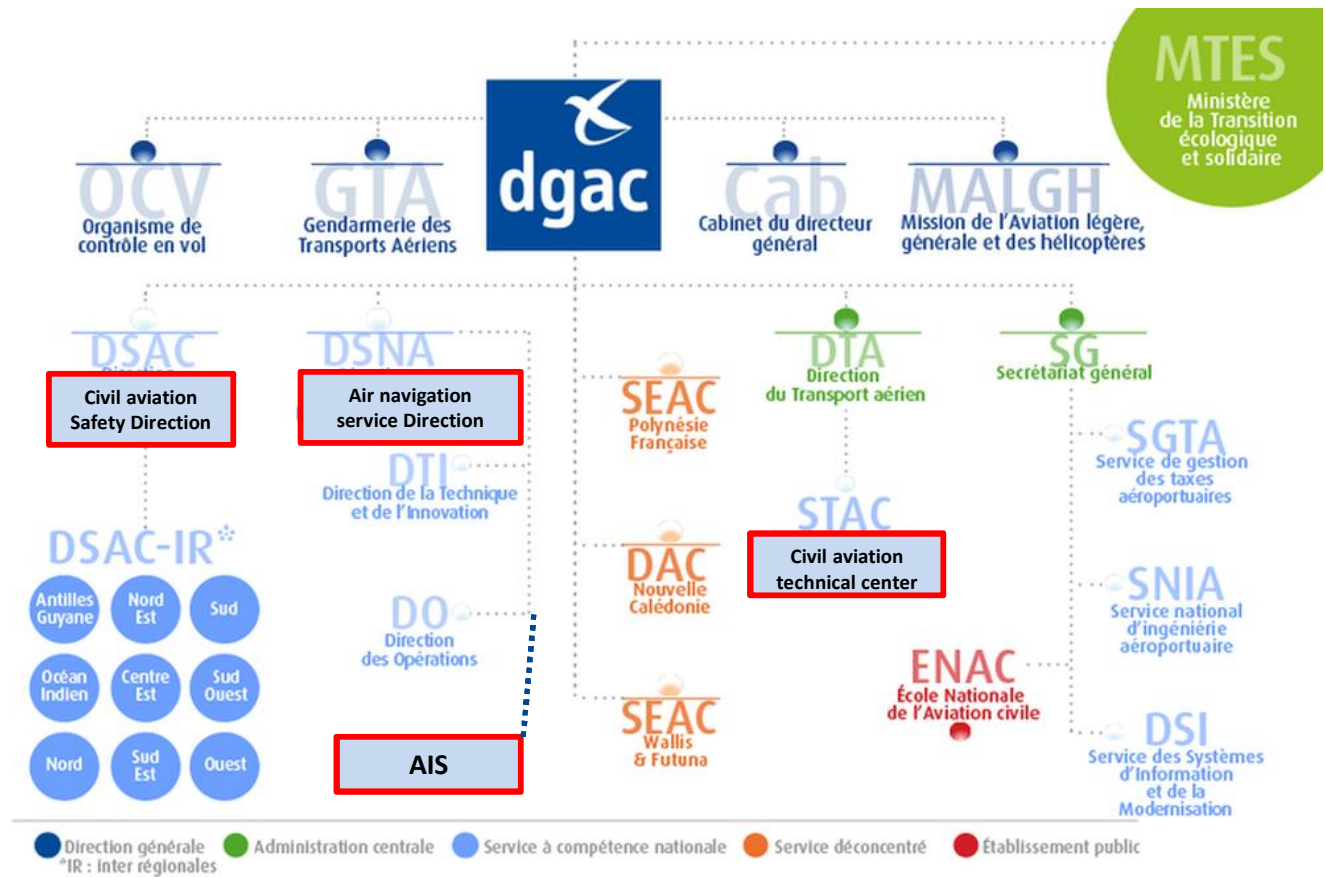 MTES
Ministère
de la Transition
écologique
et solidaire
dgac
OCV
Organisme de
contrôle en vol
GTA
Gendarmerie des
Transports Aériens
Cab
Cabinet du directeur
général
MALGH
Mission de l'Aviation légère,
générale et des hélicoptères
DSAC
Civil aviation
Safety Direction
DSNA
Air navigation
service Direction
DTA
Direction
du Transport aérien
SG
Secrétariat général
SEAC
Polynésie
Française
DTI
Direction de la Technique
et de l'Innovation
SGTA
Service de gestion
des taxes
aéroportuaires
STAC
Civil aviation
technical center
DSAC-IR*
Antilles
Guyane
Nord
Est
Sud
Océan
Indien
Centre
Est
Sud
Ouest
Nord
Sud
Est
Ouest
DAC
Nouvelle
Calédonie
DO
Direction
des Opérations
SNIA
Service national
d'ingéniérie
aéroportuaire
ENAC
École Nationale
de l'Aviation civile
SEAC
Wallis
& Futuna
AIS
DSI
Service des Systèmes
d'Information
et de la
Modernisation
Direction générale
Administration centrale
Service à compétence nationale
Service déconcentré
Établissement public
*IR : inter régionales